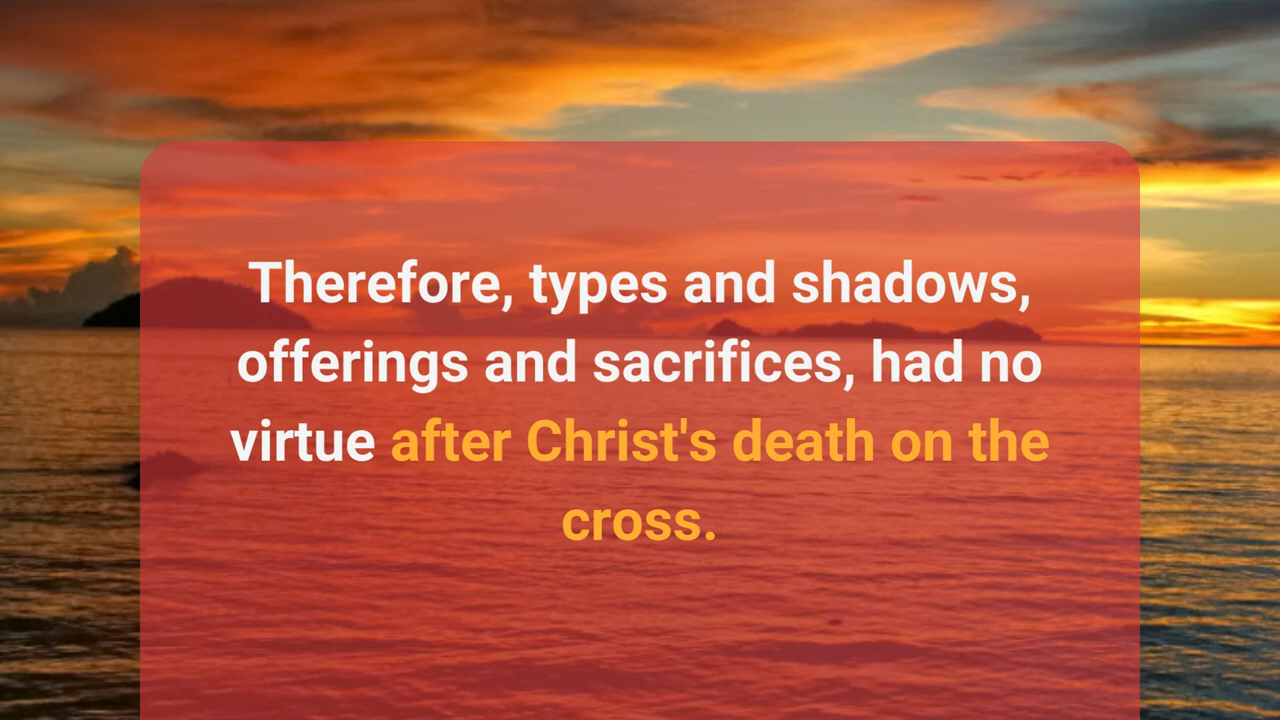 Therefore, types and shadows,
offerings and sacrifices, had no
virtue after Christ's death on the
cross.